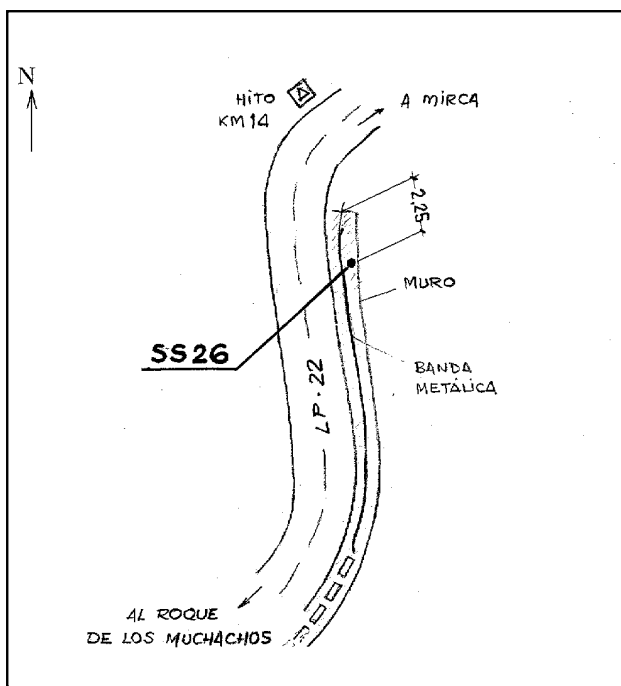 N
HITO
KM 14
A MIRCA
2,25
MURO
SS26
BANDA
METÁLICA
LP-22
AL ROQUE
DE LOS MUCHACHOS